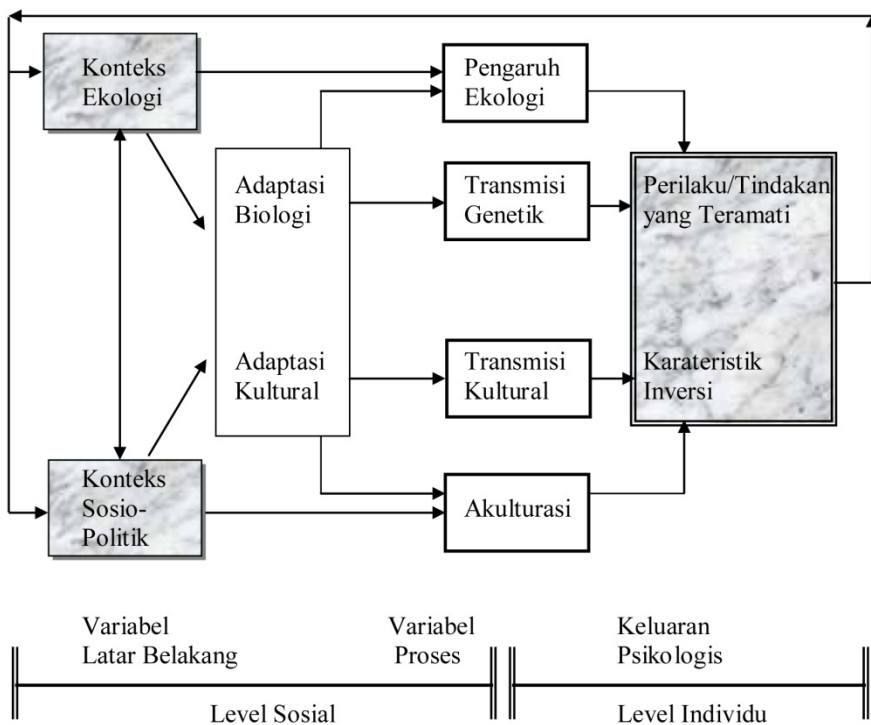 Konteks
Ekologi
Pengaruh
Ekologi
Adaptasi
Biologi
Transmisi
Genetik
Perilaku/Tindakan
yang Teramati
Adaptasi
Kultural
Transmisi
Kultural
Karateristik
Inversi
Konteks
Sosio-
Politik
Akulturasi
Variabel
Latar Belakang
Variabel
Proses
Keluaran
Psikologis
Level Sosial
Level Individu